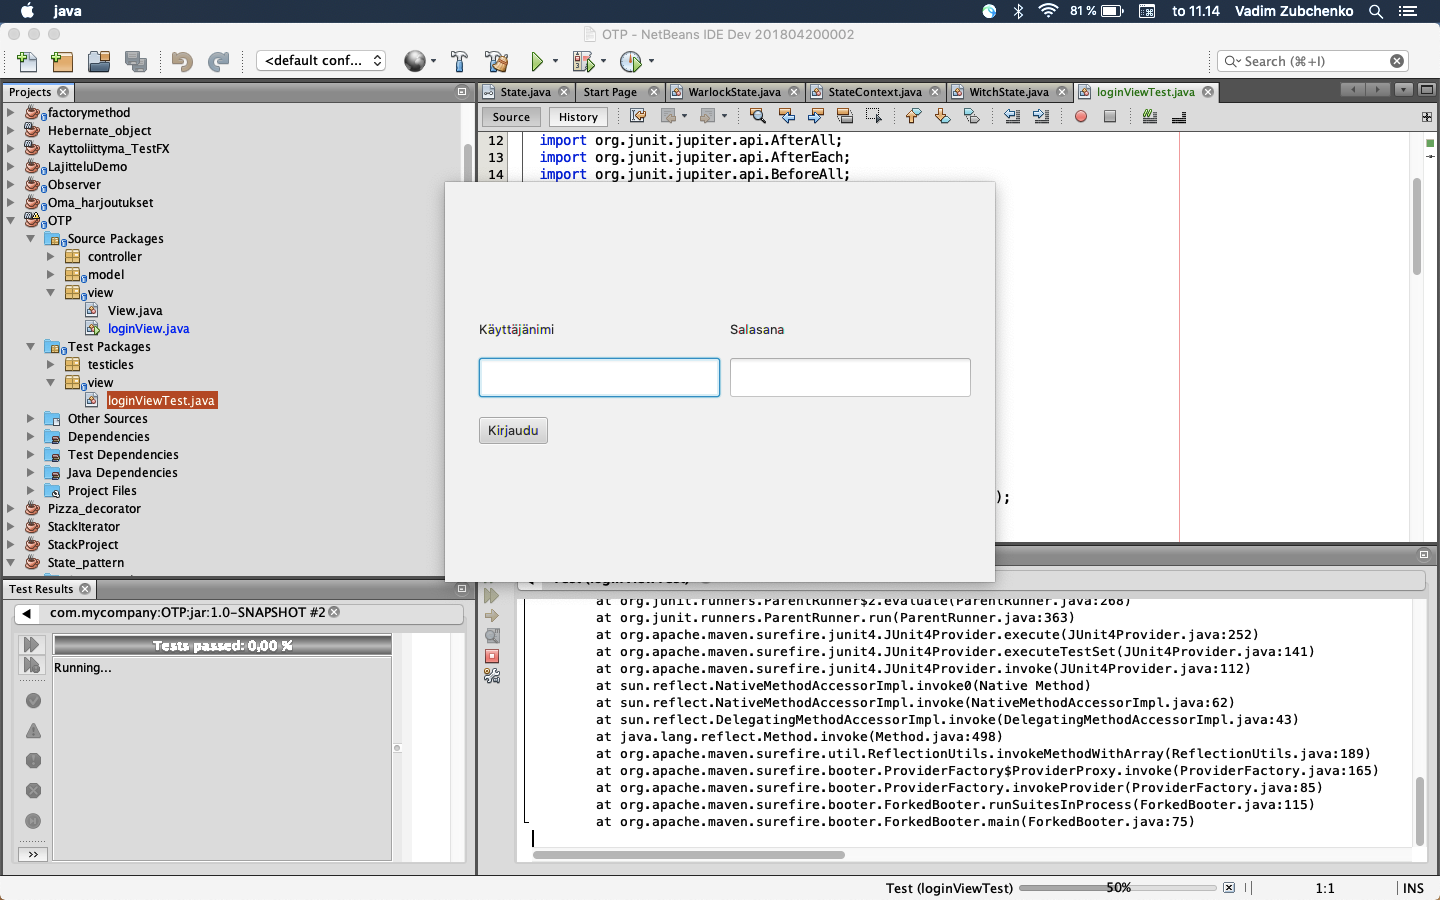 java
81 %
to 11.14
Vadim Zubchenko
OTP - NetBeans IDE Dev 201804200002
<default conf...
Search (⌘+I)
Projects
State.java
Start Page
WarlockState.java
StateContext.java
WitchState.java
loginViewTest.java
Source
History
factorymethod
Hebernate_object
Kayttoliittyma_TestFX
LajitteluDemo
Observer
Oma_harjoutukset
OTP
Source Packages
controller
model
view
View.java
loginView.java
Test Packages
testicles
view
loginViewTest.java
Other Sources
Dependencies
Test Dependencies
Java Dependencies
Project Files
Pizza_decorator
StackIterator
StackProject
State_pattern
12 import org.junit.jupiter.api.AfterAll;
13 import org.junit.jupiter.api.AfterEach;
14 import org.junit.jupiter.api.BeforeAll;
);
Käyttäjänimi
Salasana
Kirjaudu
Test Results
com.mycompany:OTP:jar:1.0-SNAPSHOT #2
Tests passed: 0,00 %
Running...
>>
Test (loginViewTest)
at org.junit.runners.ParentRunner$2.evaluate(ParentRunner.java:268)
at org.junit.runners.ParentRunner.run(ParentRunner.java:363)
at org.apache.maven.surefire.junit4.JUnit4Provider.execute(JUnit4Provider.java:252)
at org.apache.maven.surefire.junit4.JUnit4Provider.executeTestSet(JUnit4Provider.java:141)
at org.apache.maven.surefire.junit4.JUnit4Provider.invoke(JUnit4Provider.java:112)
at sun.reflect.NativeMethodAccessorImpl.invoke0(Native Method)
at sun.reflect.NativeMethodAccessorImpl.invoke(NativeMethodAccessorImpl.java:62)
at sun.reflect.DelegatingMethodAccessorImpl.invoke(DelegatingMethodAccessorImpl.java:43)
at java.lang.reflect.Method.invoke(Method.java:498)
at org.apache.maven.surefire.util.ReflectionUtils.invokeMethodWithArray(ReflectionUtils.java:189)
at org.apache.maven.surefire.booter.ProviderFactory$ProviderProxy.invoke(ProviderFactory.java:165)
at org.apache.maven.surefire.booter.ProviderFactory.invokeProvider(ProviderFactory.java:85)
at org.apache.maven.surefire.booter.ForkedBooter.runSuitesInProcess(ForkedBooter.java:115)
at org.apache.maven.surefire.booter.ForkedBooter.main(ForkedBooter.java:75)
Test (loginViewTest)
50%
1:1
INS